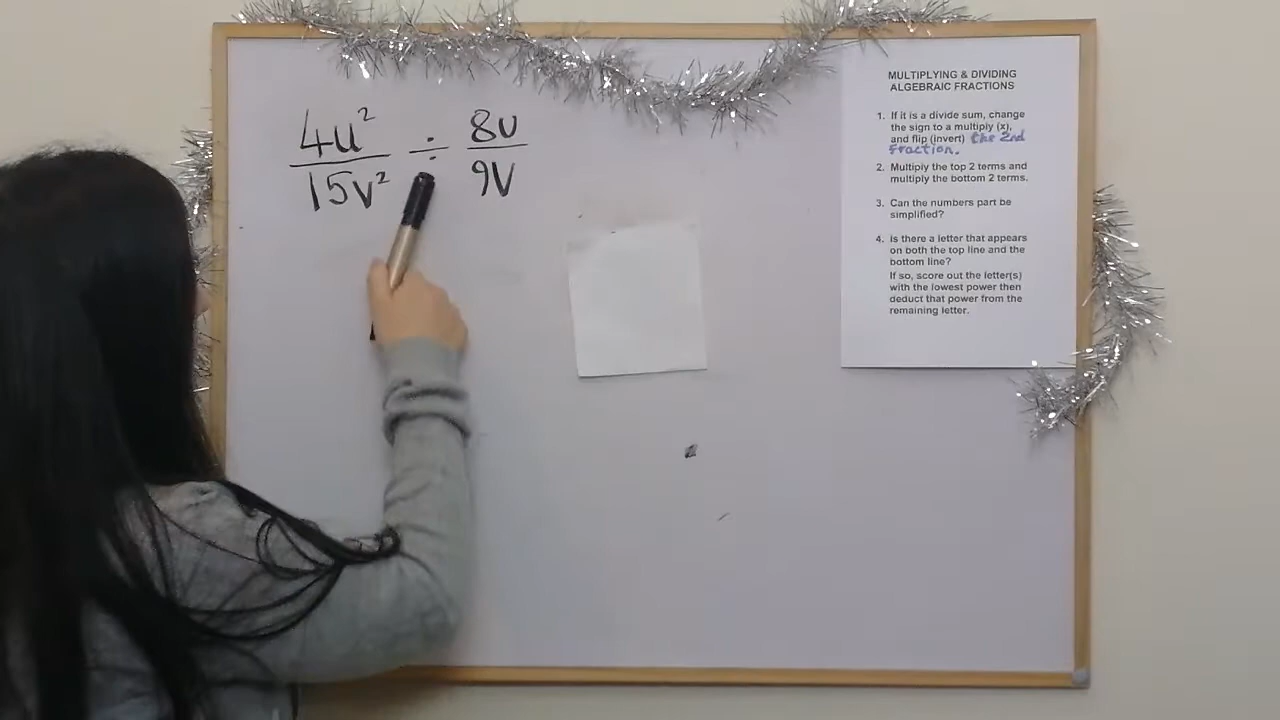 4u² ÷ 8u
15v² 9v
MULTIPLYING & DIVIDING
ALGEBRAIC FRACTIONS
1. If it is a divide sum, change
the sign to a multiply (x),
and flip (invert) the 2nd
Fraction.
2. Multiply the top 2 terms and
multiply the bottom 2 terms.
3. Can the numbers part be
simplified?
4. Is there a letter that appears
on both the top line and the
bottom line?
If so, score out the letter(s)
with the lowest power then
deduct that power from the
remaining letter.